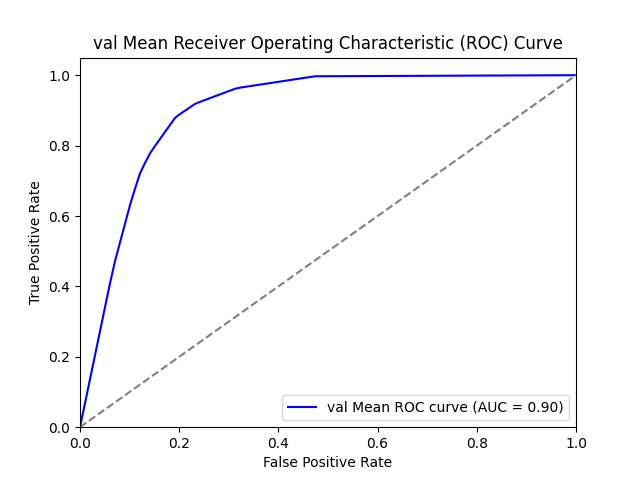 val Mean Receiver Operating Characteristic (ROC) Curve
True Positive Rate
1.0
0.8
0.6
0.4
0.2
0.0
val Mean ROC curve (AUC = 0.90)
0.0 0.2 0.4 0.6 0.8 1.0
False Positive Rate